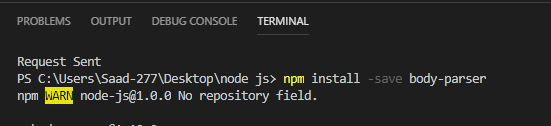 PROBLEMS OUTPUT DEBUG CONSOLE TERMINAL
Request Sent
PS C:\Users\Saad-277\Desktop\node js> npm install -save body-parser
npm WARN node-js@1.0.0 No repository field.